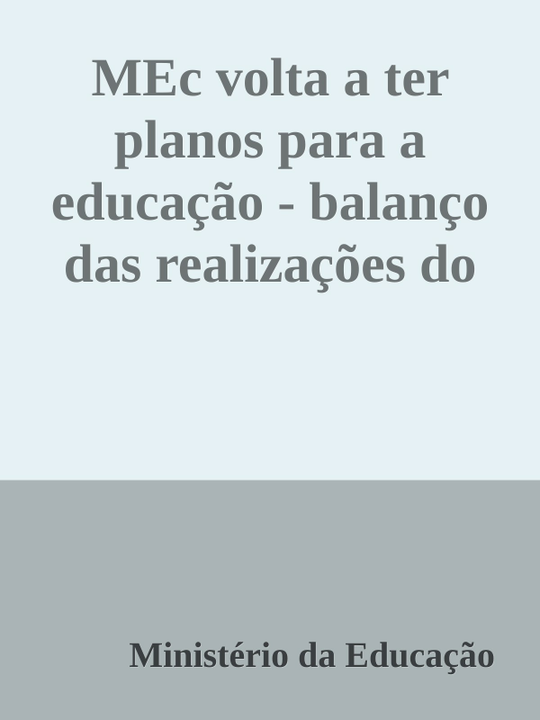 MEc volta a ter
planos para a
educação - balanço
das realizações do
Ministério da Educação